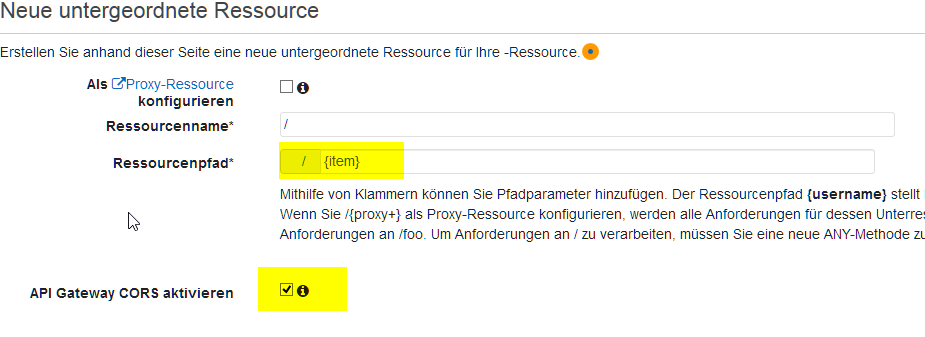 Neue untergeordnete Ressource
Erstellen Sie anhand dieser Seite eine neue untergeordnete Ressource für Ihre -Ressource.
Als Proxy-Ressource
konfigurieren
Ressourcenname*
/
Ressourcenpfad*
/ {item}
Mithilfe von Klammern können Sie Pfadparameter hinzufügen. Der Ressourcenpfad {username} stellt
Wenn Sie /{proxy+} als Proxy-Ressource konfigurieren, werden alle Anforderungen für dessen Unterres
Anforderungen an /foo. Um Anforderungen an / zu verarbeiten, müssen Sie eine neue ANY-Methode zu
API Gateway CORS aktivieren